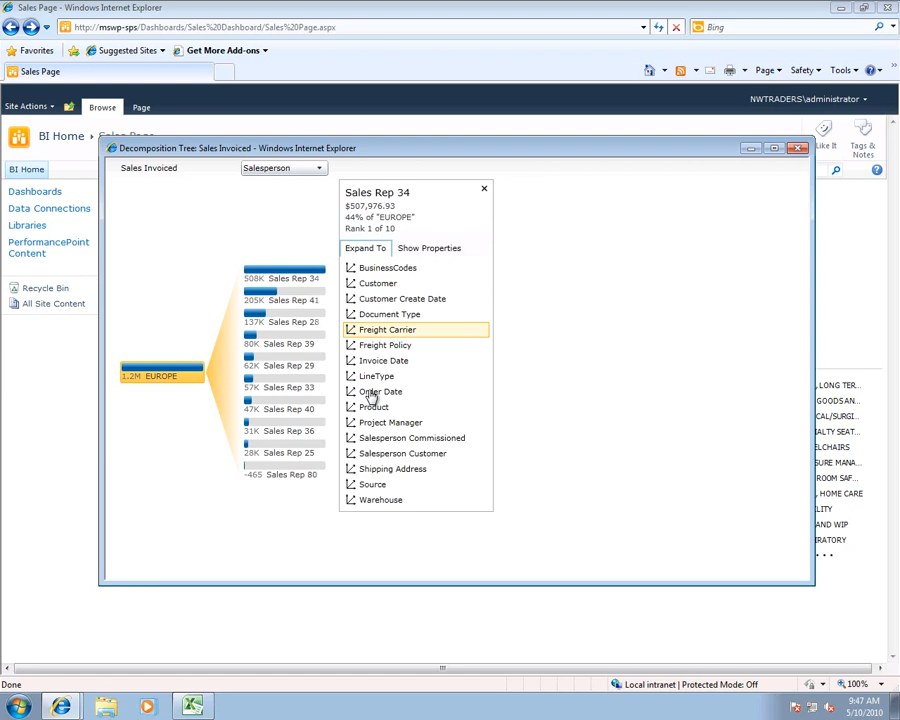 Sales Page - Windows Internet Explorer
http://mswp-sps/Dashboards/Sales%20Dashboard/Sales%20Page.aspx
Bing
Favorites
Suggested Sites
Get More Add-ons
Sales Page
Page
Safety
Tools
Site Actions
Browse
Page
NWTRADERS\administrator
BI Home
I Like It
Tags & Notes
Decomposition Tree: Sales Invoiced - Windows Internet Explorer
BI Home
Dashboards
Data Connections
Libraries
PerformancePoint
Content
Recycle Bin
All Site Content
Sales Invoiced
Salesperson
Sales Rep 34
$507,976.93
44% of "EUROPE"
Rank 1 of 10
Expand To
Show Properties
BusinessCodes
Customer
Customer Create Date
Document Type
Freight Carrier
Freight Policy
Invoice Date
LineType
Order Date
Product
Project Manager
Salesperson Commissioned
Salesperson Customer
Shipping Address
Source
Warehouse
1.2M EUROPE
508K Sales Rep 34
205K Sales Rep 41
137K Sales Rep 28
80K Sales Rep 39
62K Sales Rep 29
57K Sales Rep 33
47K Sales Rep 40
31K Sales Rep 36
28K Sales Rep 25
-465 Sales Rep 80
, LONG TER...
GOODS AN...
CAL/SURGI...
IALTY SEAT...
ELCHAIRS
SURE MANA...
ROOM SAF...
, HOME CARE
ILITY
AND WIP
IRATORY
Done
Local intranet | Protected Mode: Off
100%
9:47 AM
5/10/2010